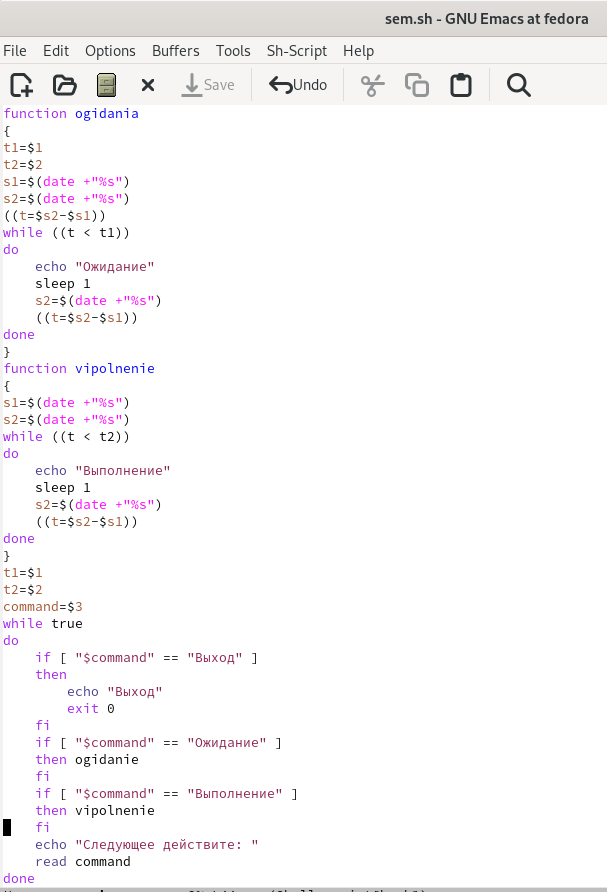 sem.sh - GNU Emacs at fedora
File Edit Options Buffers Tools Sh-Script Help
Save Undo
function ogidania
{
t1=$1
t2=$2
s1=$(date +"%s")
s2=$(date +"%s")
((t=$s2-$s1))
while ((t < t1))
do
    echo "Ожидание"
    sleep 1
    s2=$(date +"%s")
    ((t=$s2-$s1))
done
}
function vipolnenie
{
s1=$(date +"%s")
s2=$(date +"%s")
while ((t < t2))
do
    echo "Выполнение"
    sleep 1
    s2=$(date +"%s")
    ((t=$s2-$s1))
done
}
t1=$1
t2=$2
command=$3
while true
do
    if [ "$command" == "Выход" ]
    then
        echo "Выход"
        exit 0
    fi
    if [ "$command" == "Ожидание" ]
    then ogidanie
    fi
    if [ "$command" == "Выполнение" ]
    then vipolnenie
    fi
    echo "Следующее действите: "
    read command
done